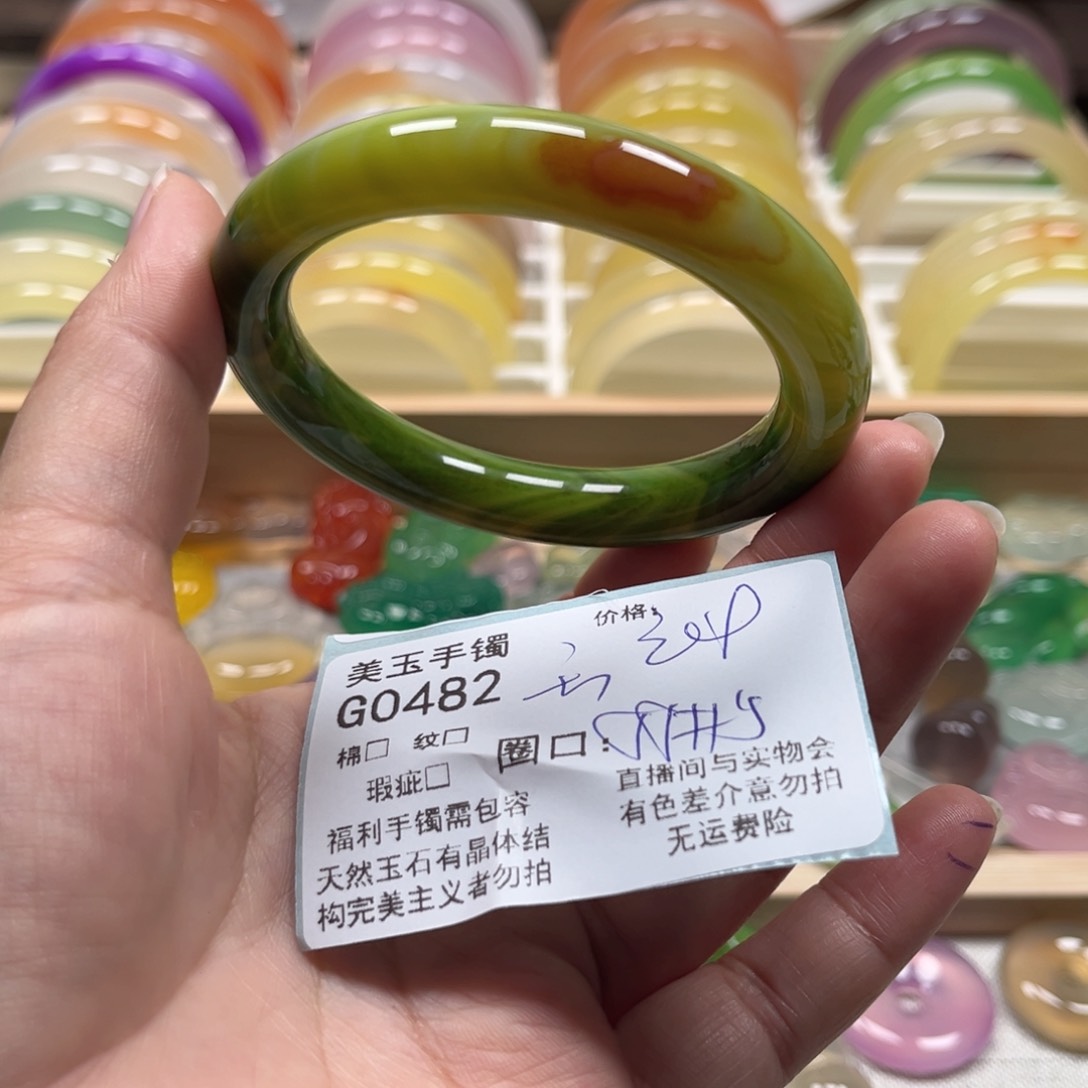 美玉手镯
G0482
价格:
棉□ 纹□
瑕疵□
圈口:
福利手镯需包容
天然玉石有晶体结
构完美主义者勿拍
直播间与实物会
有色差介意勿拍
无运费险